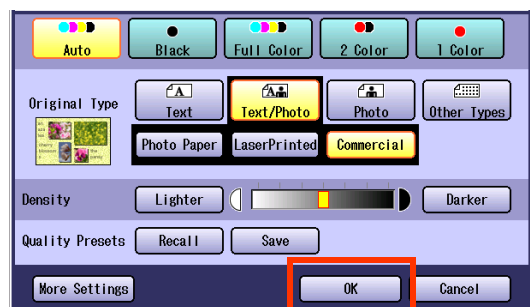 Auto Black Full Color 2 Color 1 Color
Original Type
Text Text/Photo Photo Other Types
Photo Paper LaserPrinted Commercial
Density Lighter Darker
Quality Presets Recall Save
More Settings OK Cancel